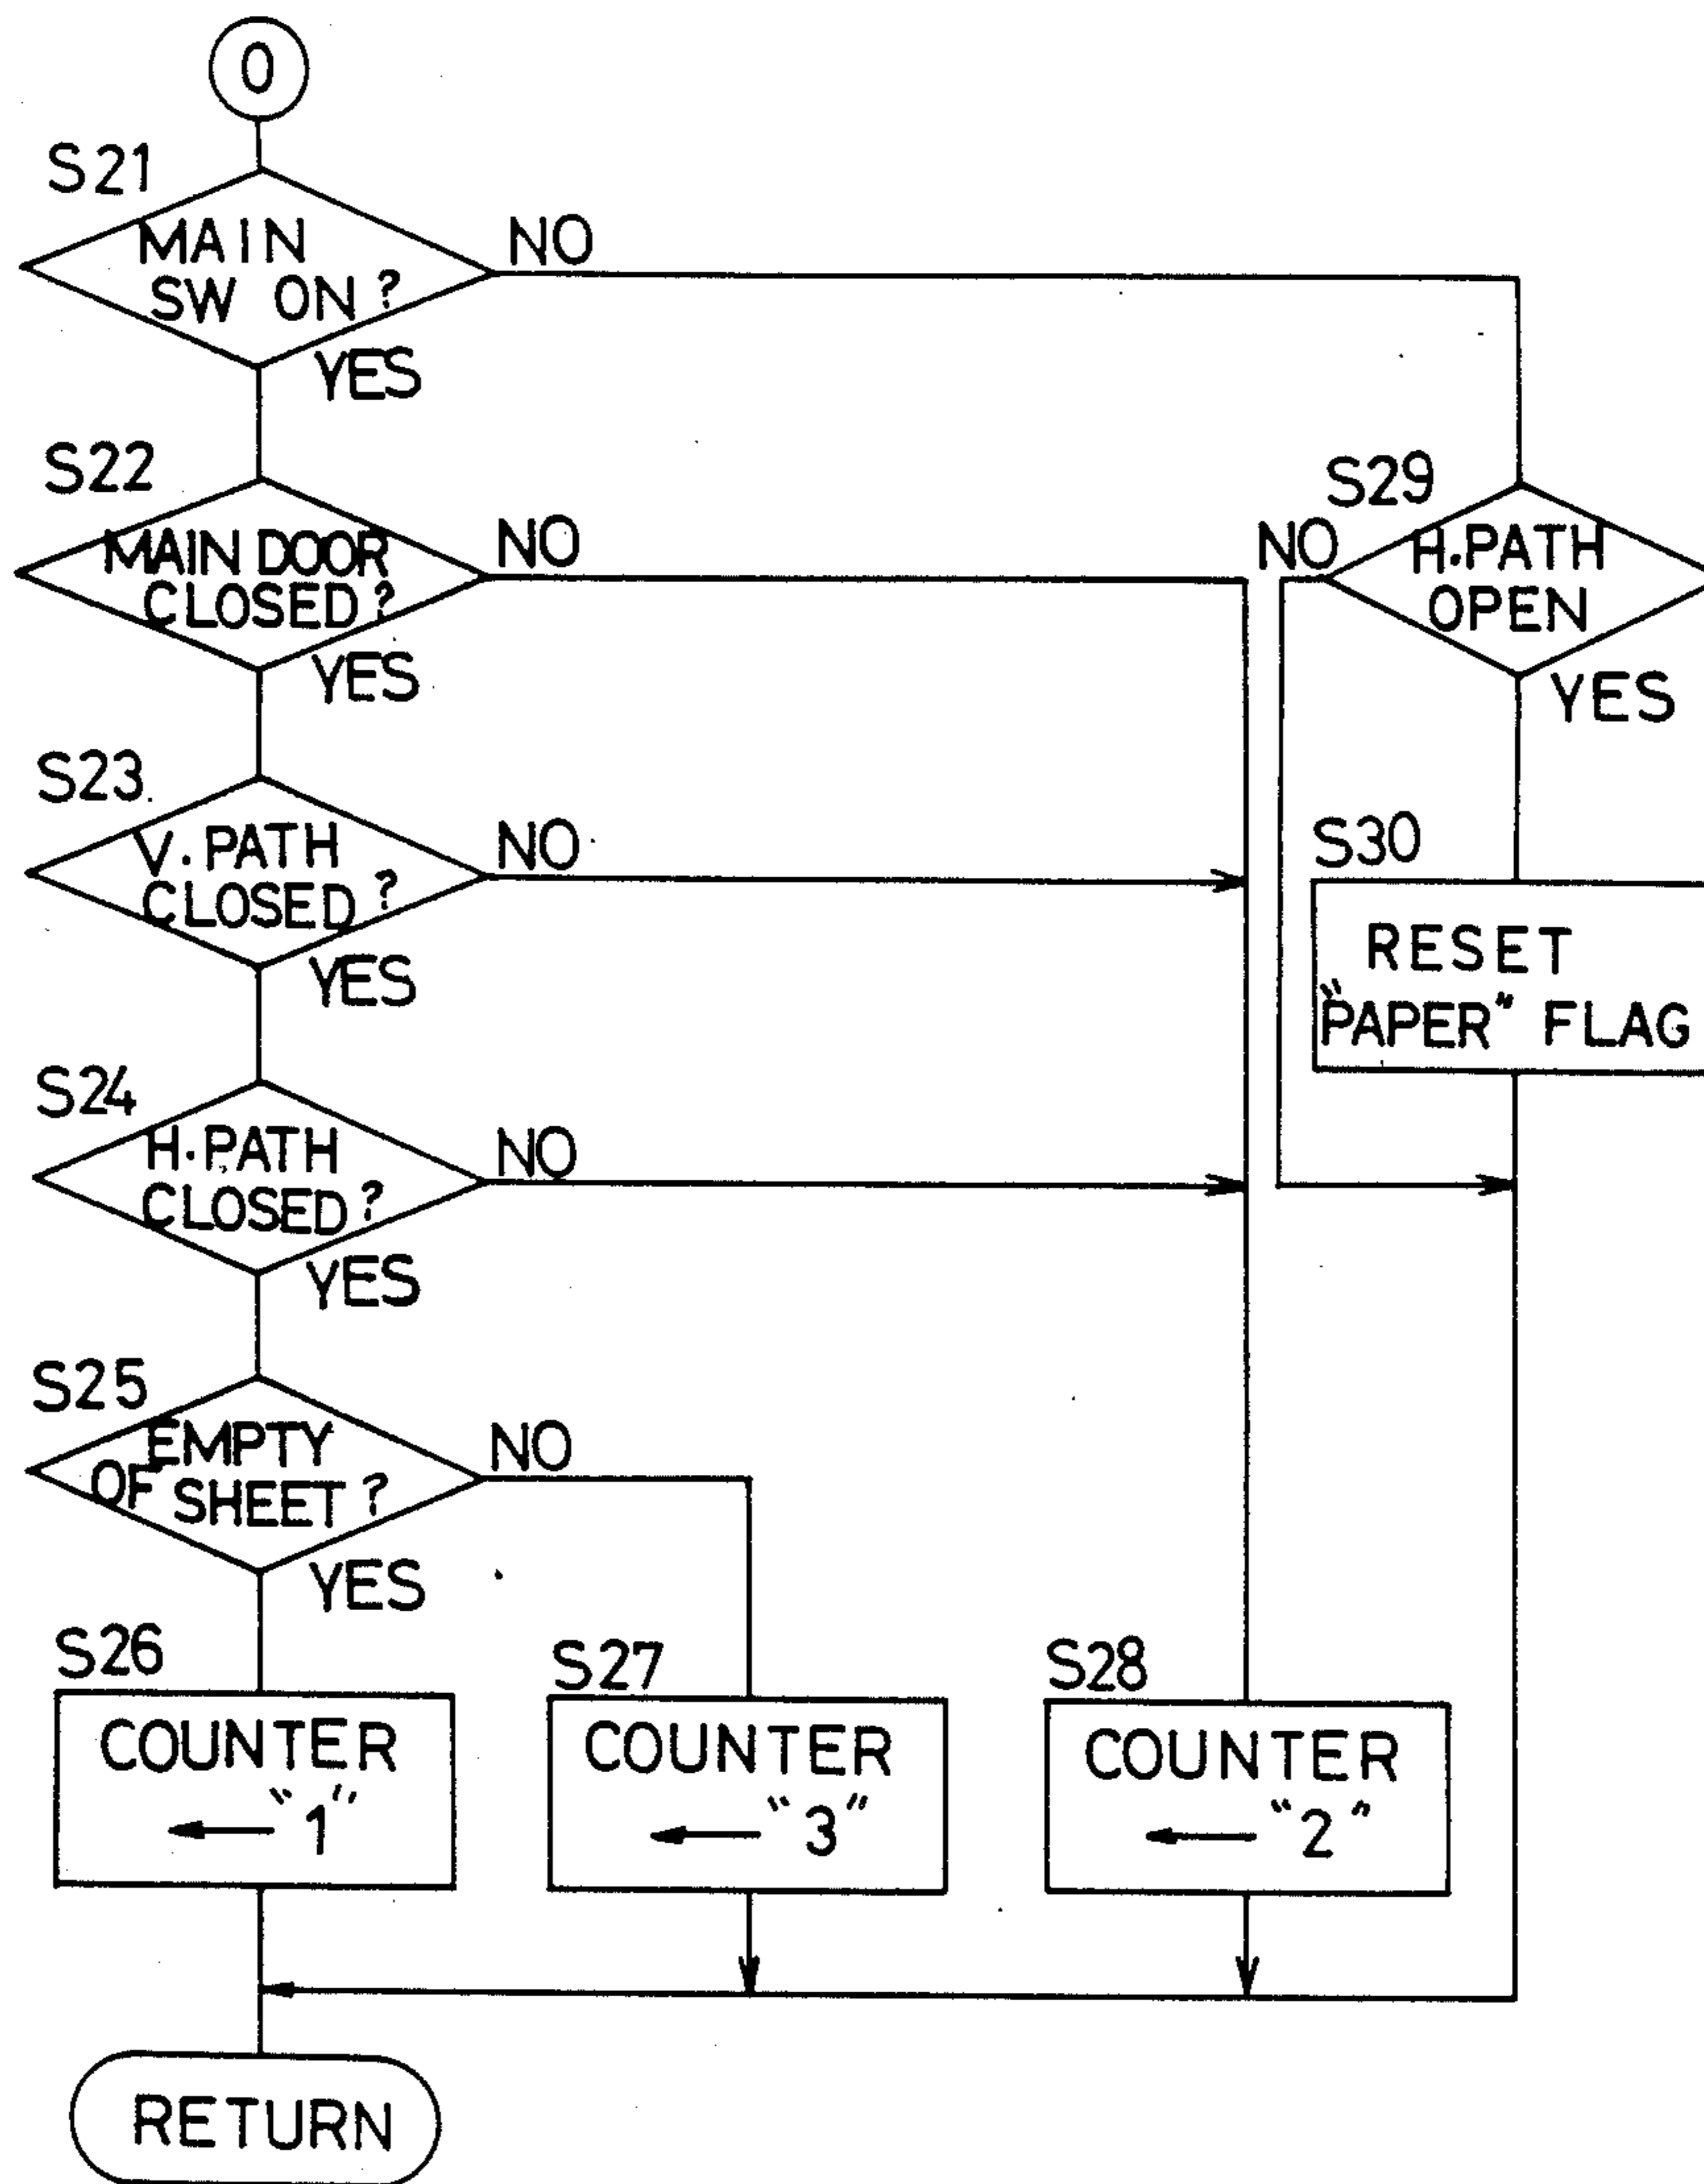 0
S21
MAIN
SW ON?
NO
YES
S22
MAIN DOOR
CLOSED?
NO
YES
S29
H.PATH
OPEN
NO
YES
S23
V.PATH
CLOSED?
NO
YES
S30
RESET
"PAPER" FLAG
S24
H.PATH
CLOSED?
NO
YES
S25
EMPTY
OF SHEET?
NO
YES
S26
COUNTER
← "1"
S27
COUNTER
← "3"
S28
COUNTER
← "2"
RETURN